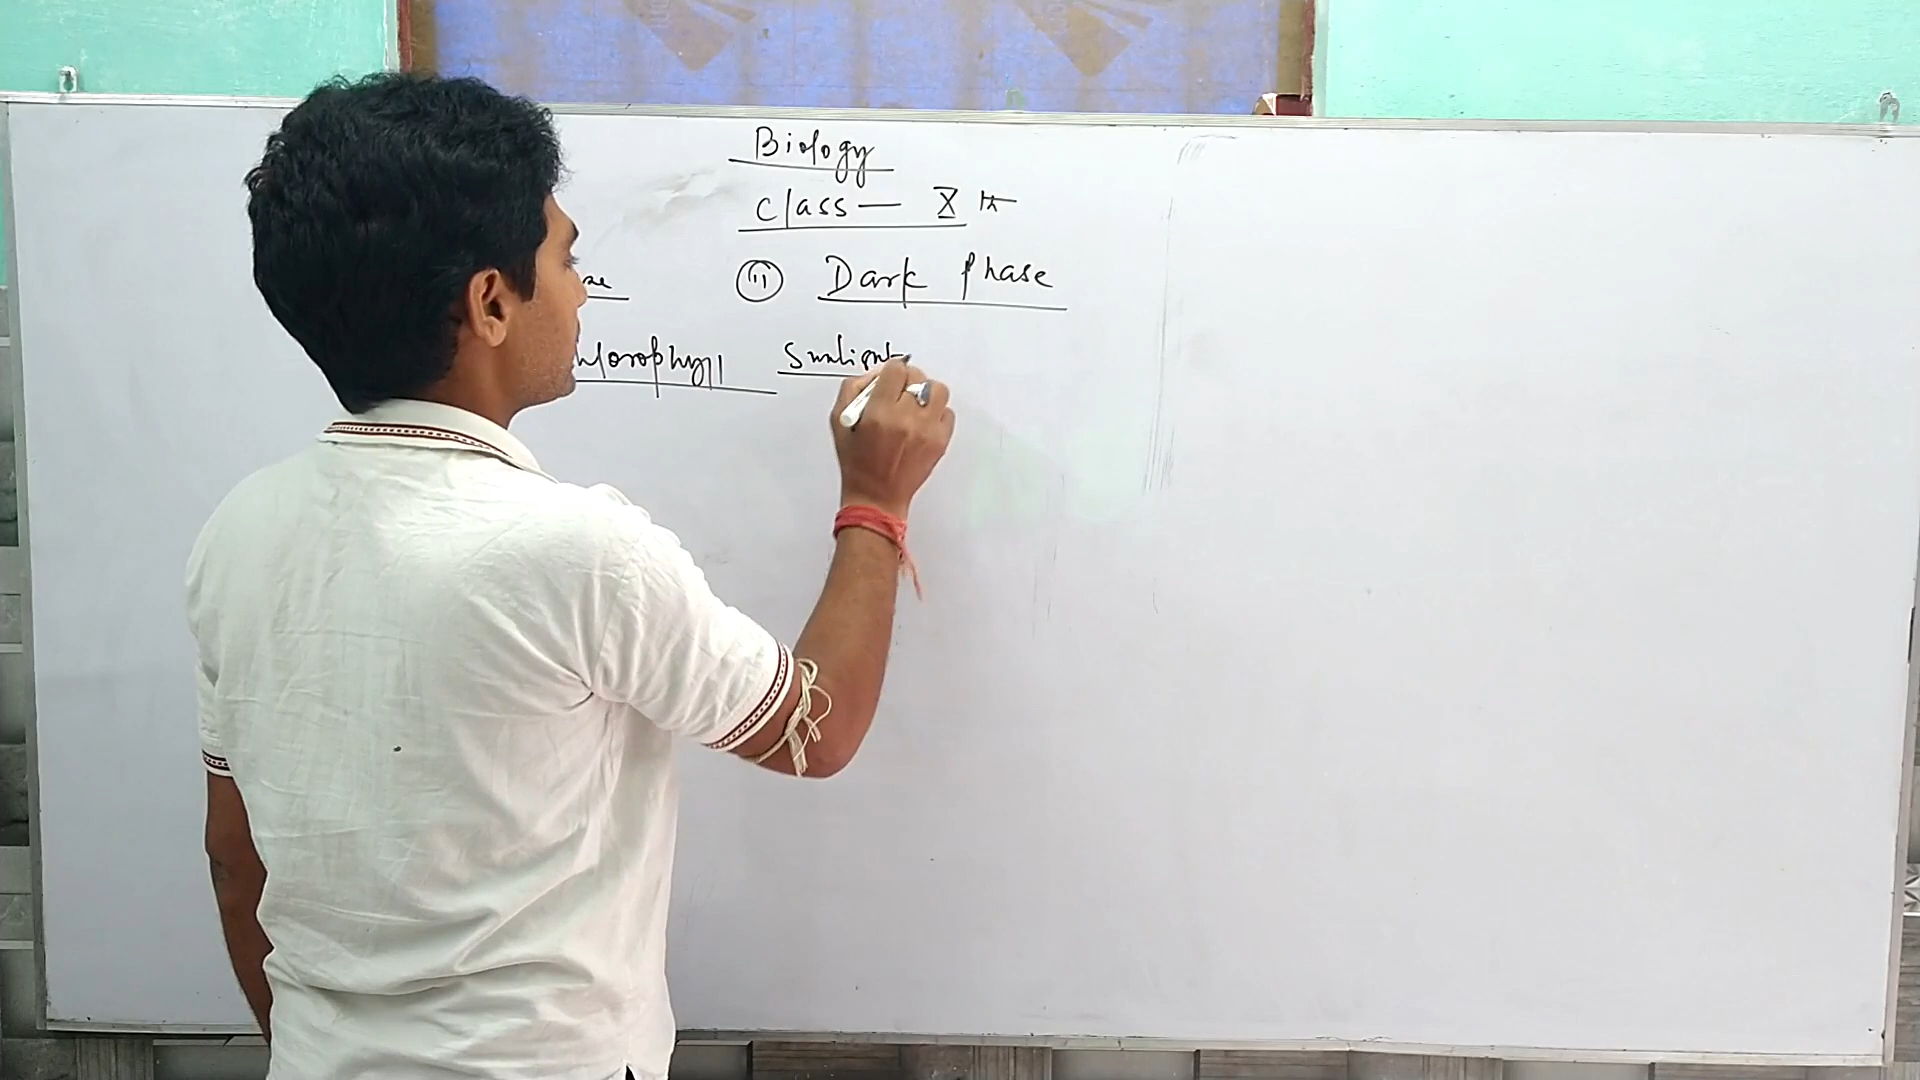 Biology
Class — X th
(ii) Dark phase
Sunlight